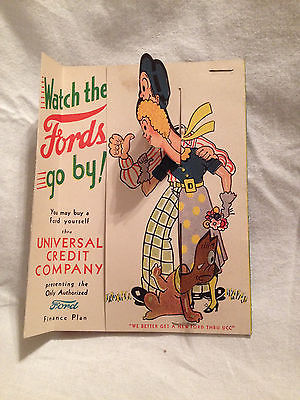 Watch the
Fords
go by!
You may buy a
Ford yourself
thru
UNIVERSAL
CREDIT
COMPANY
presenting the
Only Authorized
Ford
Finance Plan
"WE BETTER GET A NEW FORD THRU UCC"